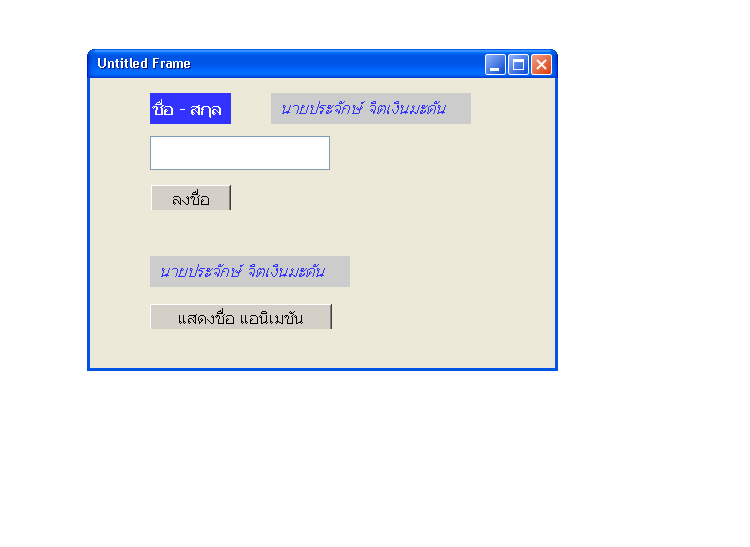 Untitled Frame
ชื่อ - สกุล นายประจักษ์ จิตเงินมะดัน
ลงชื่อ
นายประจักษ์ จิตเงินมะดัน
แสดงชื่อ แอนิเมชัน